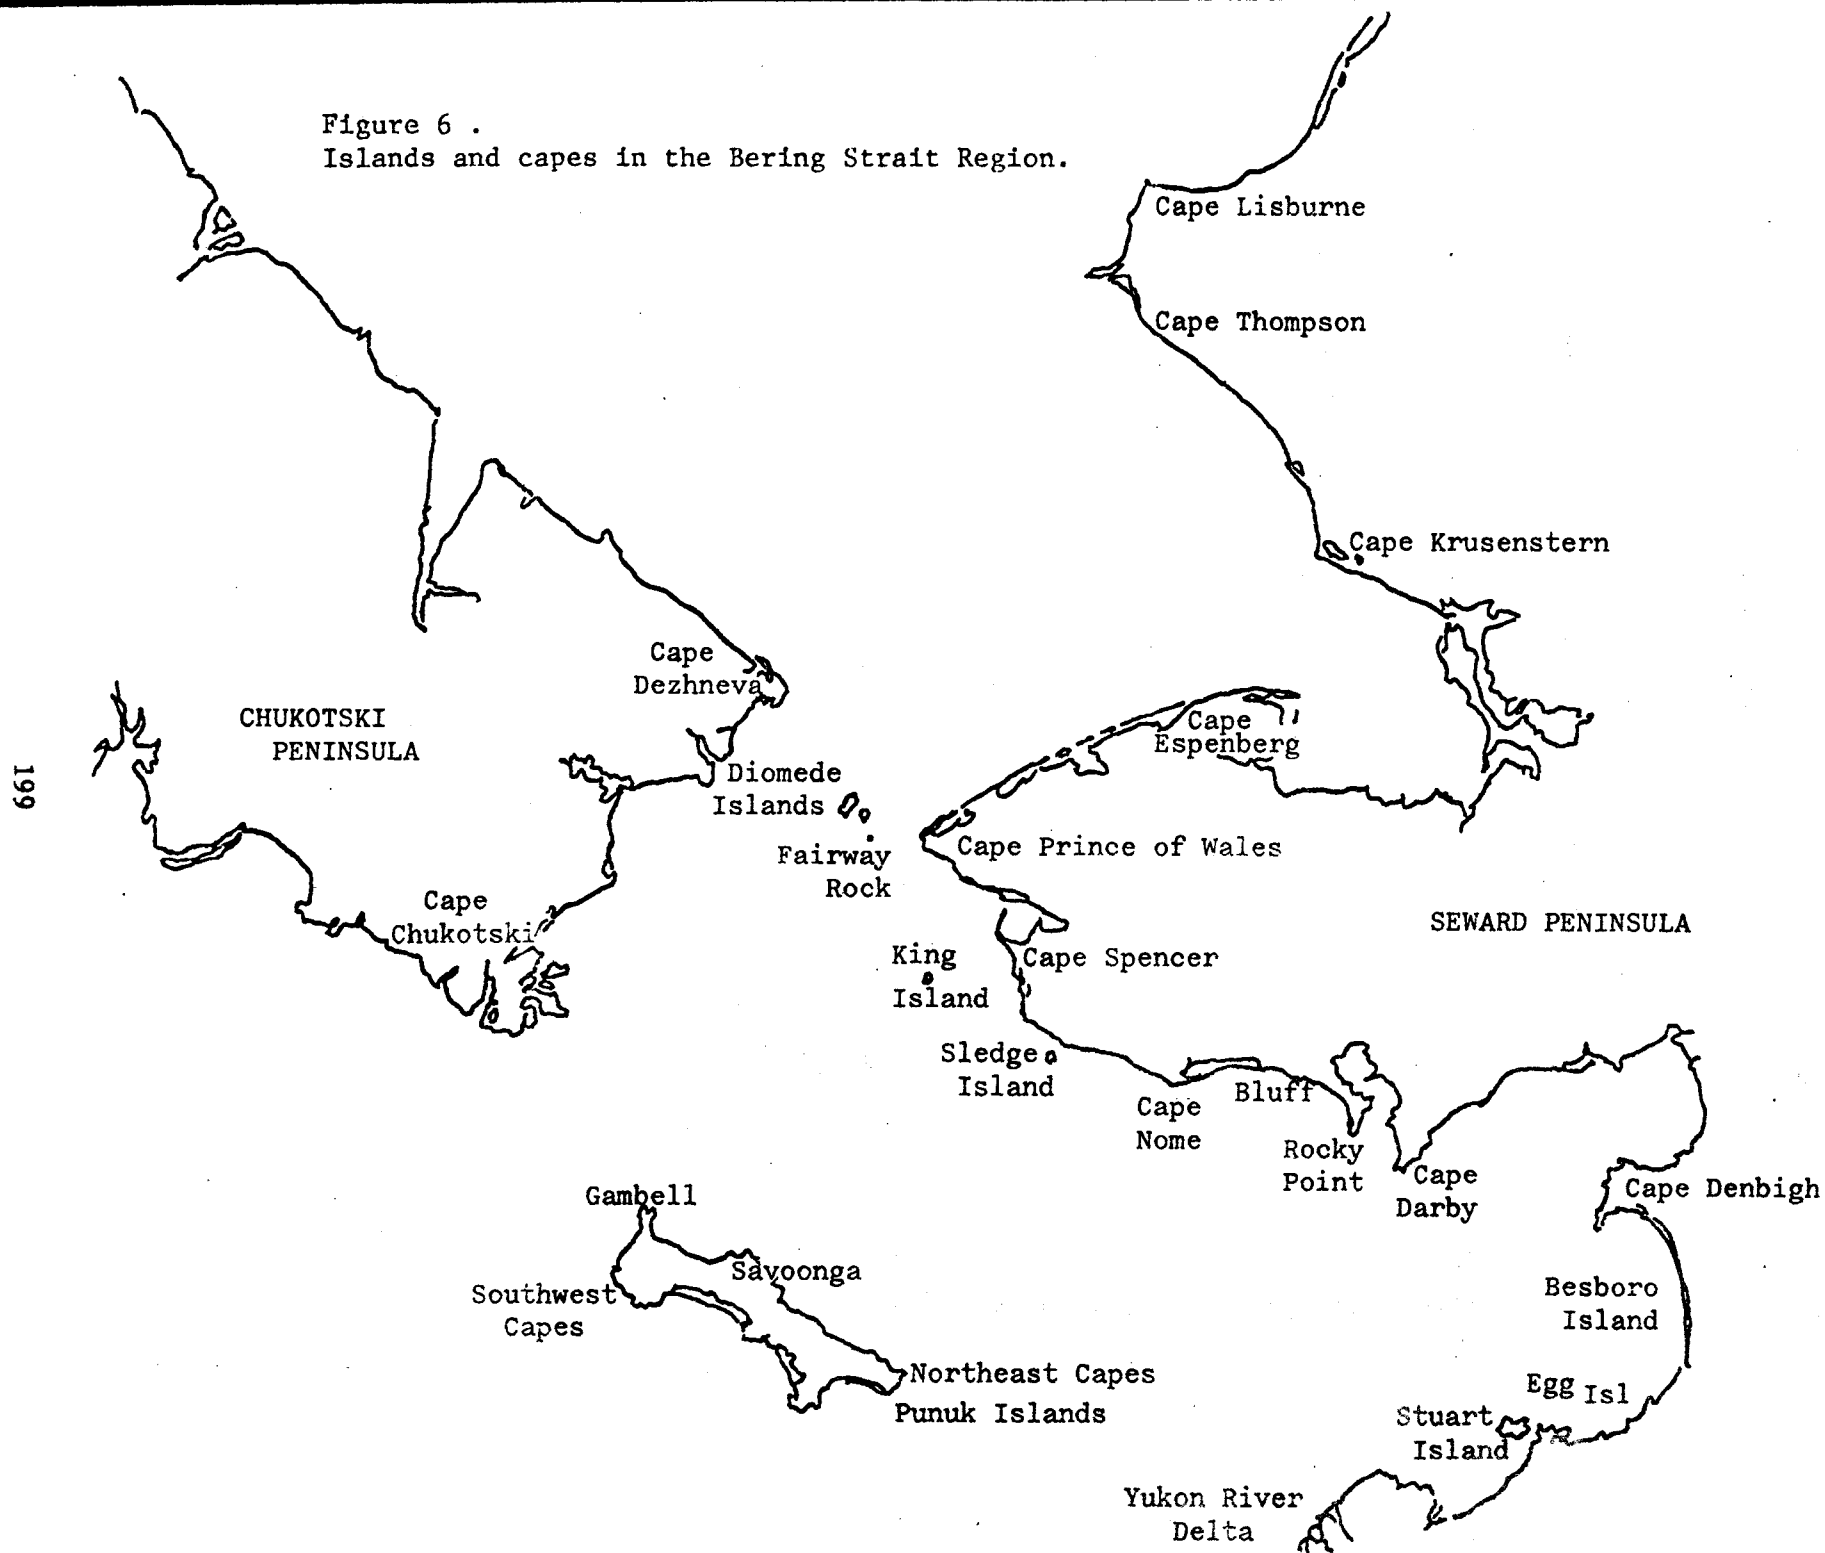 Figure 6 .
Islands and capes in the Bering Strait Region.
Cape Lisburne
Cape Thompson
Cape Krusenstern
Cape
Dezhneva
CHUKOTSKI
PENINSULA
Cape
Espenberg
Diomede
Islands
Fairway
Rock
Cape Prince of Wales
Cape
Chukotski
SEWARD PENINSULA
King
Island
Cape Spencer
Sledge
Island
Cape
Nome
Bluff
Rocky
Point
Cape
Darby
Cape Denbigh
Gambell
Savoonga
Southwest
Capes
Northeast Capes
Punuk Islands
Besboro
Island
Egg Isl
Stuart
Island
Yukon River
Delta
199